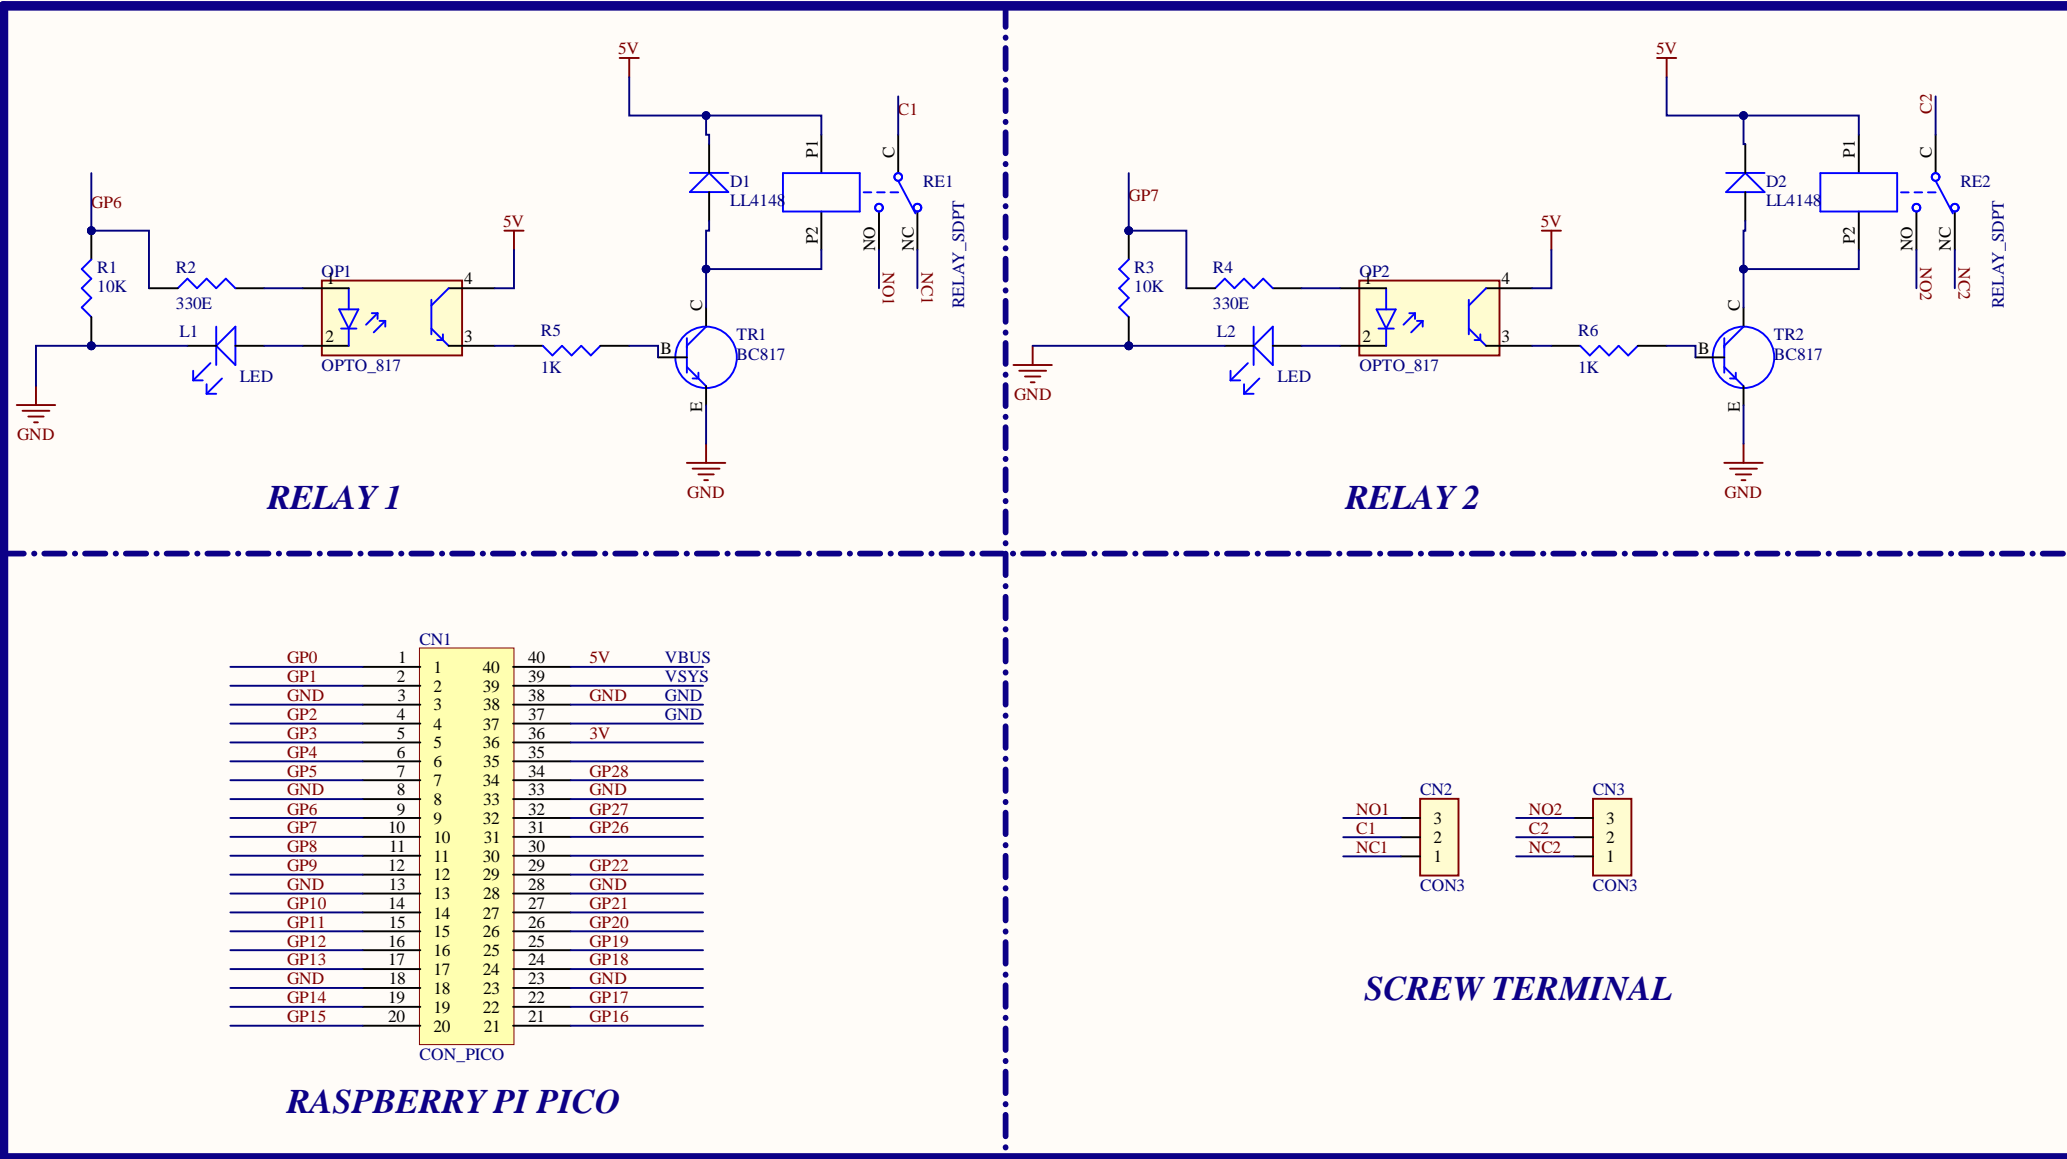 5V
C1
P1
C
D1
LL4148
RE1
GP6
5V
P2
NO
NC
RELAY_SDPT
NO1
NC1
R1
10K
R2
330E
OP1
1
4
2
3
OPTO_817
L1
LED
R5
1K
C
B
TR1
BC817
E
GND
GND
RELAY 1
5V
C2
P1
C
D2
LL4148
RE2
GP7
5V
P2
NO
NC
RELAY_SDPT
NO2
NC2
R3
10K
R4
330E
OP2
1
4
2
3
OPTO_817
L2
LED
R6
1K
C
B
TR2
BC817
E
GND
GND
RELAY 2
CN1
GP0 1 1 40 40 5V VBUS
GP1 2 2 39 39 VSYS
GND 3 3 38 38 GND GND
GP2 4 4 37 37 GND
GP3 5 5 36 36 3V
GP4 6 6 35 35
GP5 7 7 34 34 GP28
GND 8 8 33 33 GND
GP6 9 9 32 32 GP27
GP7 10 10 31 31 GP26
GP8 11 11 30 30
GP9 12 12 29 29 GP22
GND 13 13 28 28 GND
GP10 14 14 27 27 GP21
GP11 15 15 26 26 GP20
GP12 16 16 25 25 GP19
GP13 17 17 24 24 GP18
GND 18 18 23 23 GND
GP14 19 19 22 22 GP17
GP15 20 20 21 21 GP16
CON_PICO
RASPBERRY PI PICO
CN2
NO1 3
C1 2
NC1 1
CON3
CN3
NO2 3
C2 2
NC2 1
CON3
SCREW TERMINAL